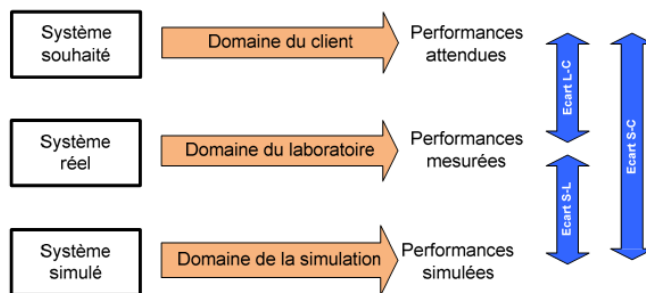 Système
souhaité
Domaine du client
Performances
attendues
Ecart L-C
Ecart S-C
Système
réel
Domaine du laboratoire
Performances
mesurées
Ecart S-L
Système
simulé
Domaine de la simulation
Performances
simulées